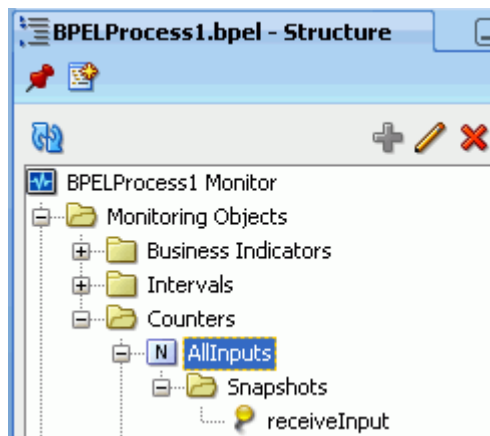 BPELProcess1.bpel - Structure
BPELProcess1 Monitor
Monitoring Objects
Business Indicators
Intervals
Counters
N AllInputs
Snapshots
receiveInput